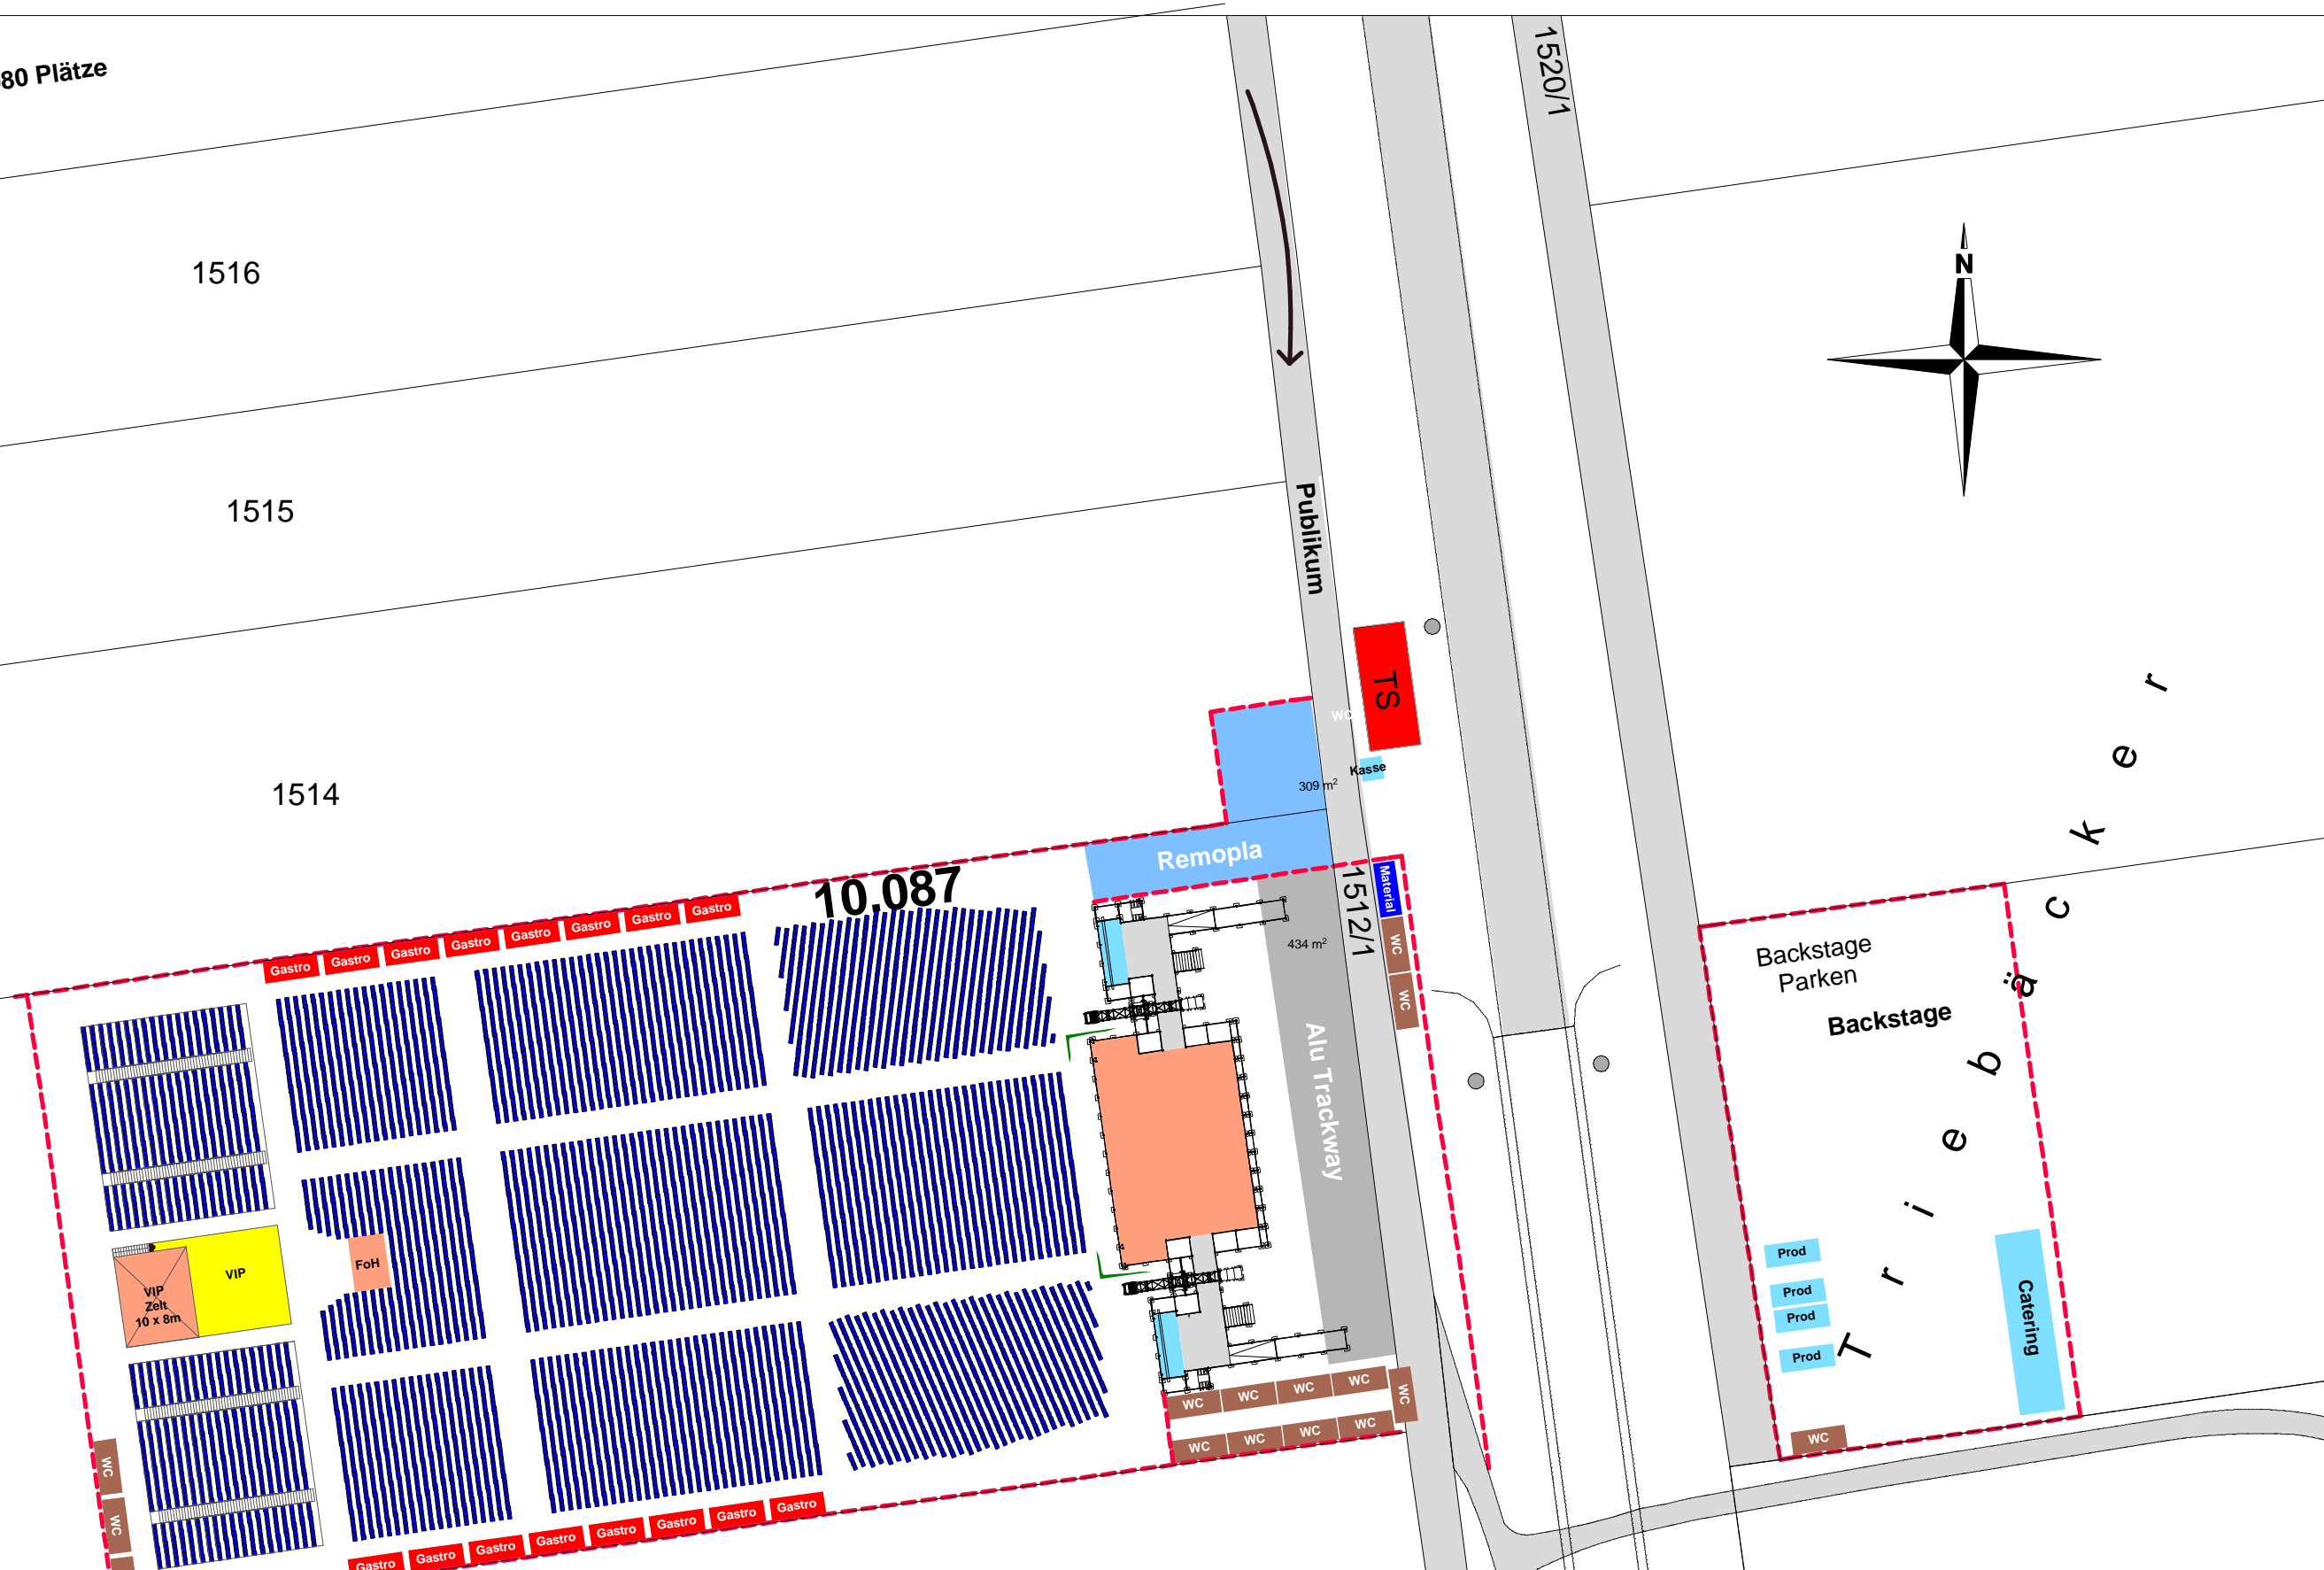 80 Plätze
1520/1
N
1516
1515
Publikum
TS
WC
Kasse
309 m²
1514
Remopla
10.087
Gastro
Gastro
Gastro
Gastro
Gastro
Gastro
Gastro
Gastro
1512/1
Material
WC
WC
434 m²
Alu Trackway
Backstage
Parken
Backstage
Triebäcker
FoH
VIP
VIP
Zelt
10 x 8m
Prod
Prod
Prod
Prod
Catering
WC
WC
WC
WC
WC
WC
WC
WC
WC
WC
WC
WC
WC
Gastro
Gastro
Gastro
Gastro
Gastro
Gastro
Gastro
Gastro